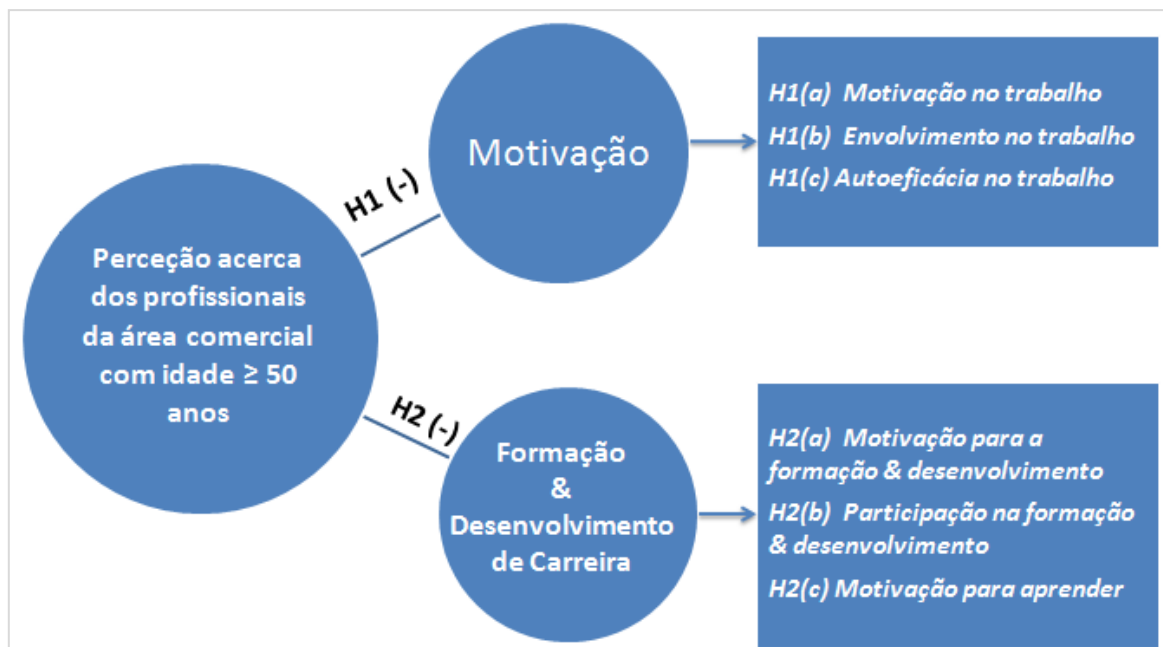 Perceção acerca
dos profissionais
da área comercial
com idade ≥ 50
anos
H1 (-)
Motivação
H1(a) Motivação no trabalho
H1(b) Envolvimento no trabalho
H1(c) Autoeficácia no trabalho
H2 (-)
Formação
&
Desenvolvimento
de Carreira
H2(a) Motivação para a
formação & desenvolvimento
H2(b) Participação na formação
& desenvolvimento
H2(c) Motivação para aprender